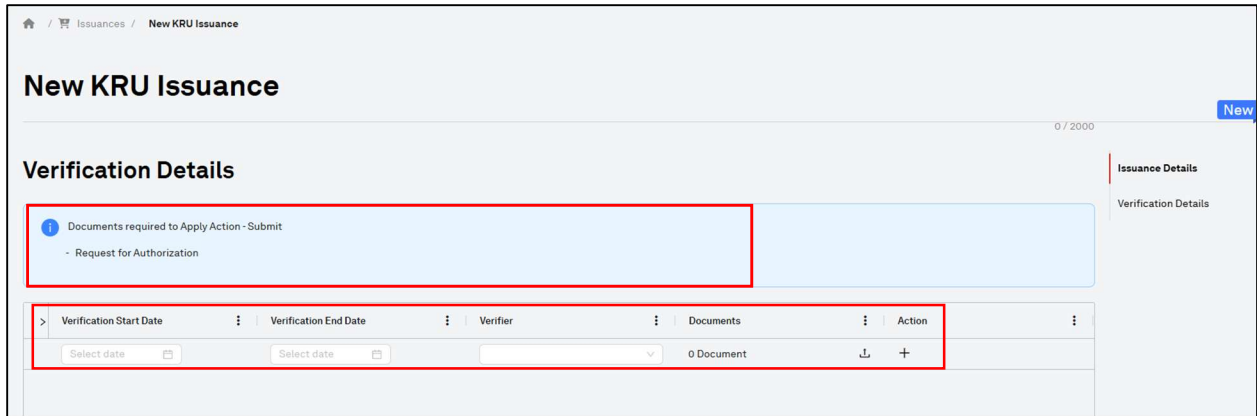 / Issuances / New KRU Issuance
New KRU Issuance
New
0 / 2000
Verification Details
Issuance Details
Verification Details
Documents required to Apply Action - Submit
- Request for Authorization
> Verification Start Date Verification End Date Verifier Documents Action
Select date Select date 0 Document +